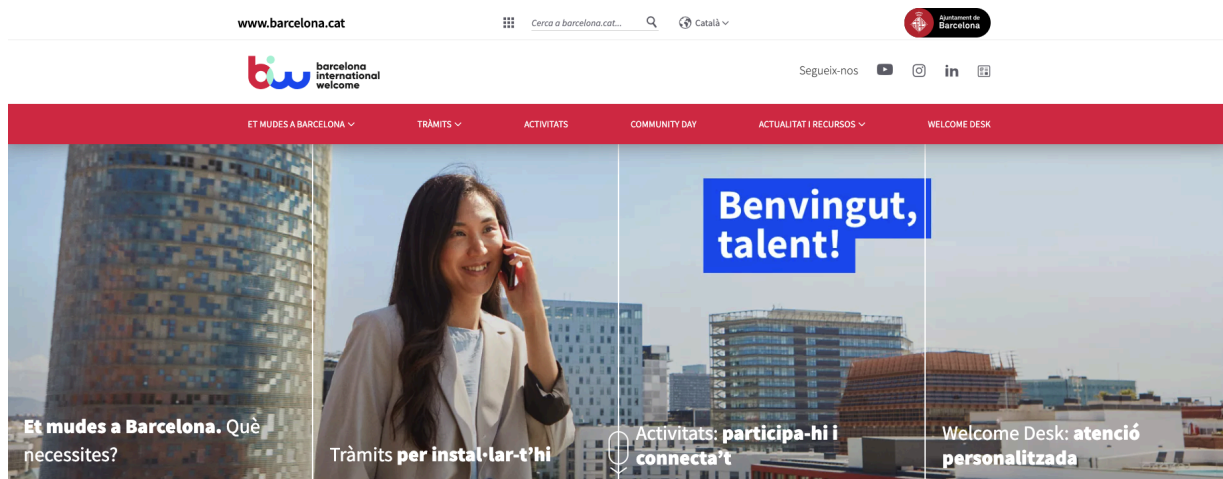 www.barcelona.cat
Cerca a barcelona.cat...
Català
Ajuntament de
Barcelona
biw
barcelona
international
welcome
Segueix-nos
in
ET MUDES A BARCELONA
TRÀMITS
ACTIVITATS
COMMUNITY DAY
ACTUALITAT I RECURSOS
WELCOME DESK
Benvingut,
talent!
Et mudes a Barcelona. Què
necessites?
Tràmits per instal·lar-t'hi
Activitats: participa-hi i
connecta't
Welcome Desk: atenció
personalitzada